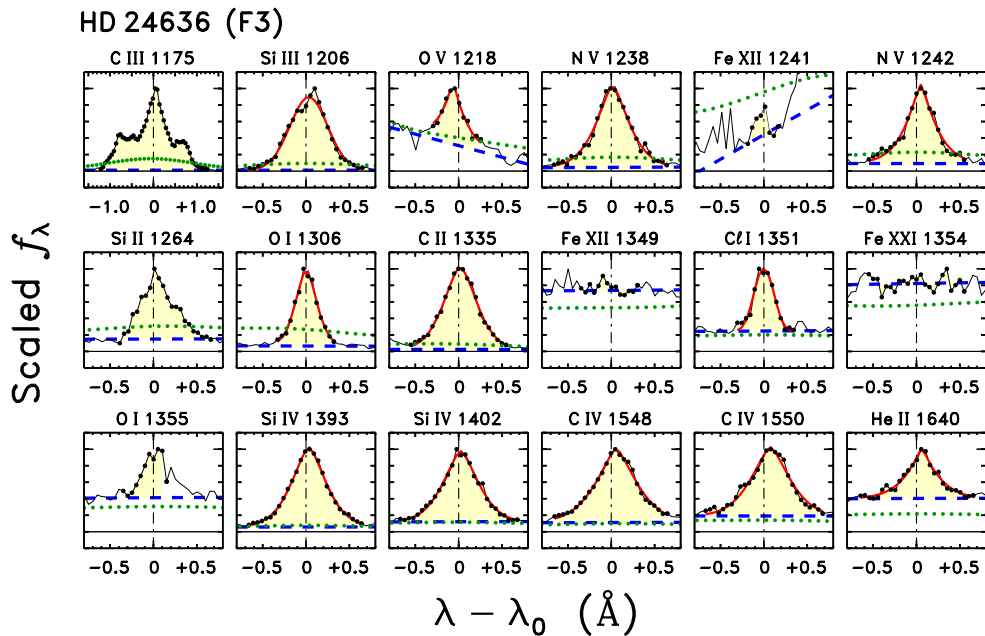 HD 24636 (F3)
C III 1175 Si III 1206 O V 1218 N V 1238 Fe XII 1241 N V 1242
−1.0 0 +1.0 −0.5 0 +0.5 −0.5 0 +0.5 −0.5 0 +0.5 −0.5 0 +0.5 −0.5 0 +0.5
Si II 1264 O I 1306 C II 1335 Fe XII 1349 Cℓ I 1351 Fe XXI 1354
−0.5 0 +0.5 −0.5 0 +0.5 −0.5 0 +0.5 −0.5 0 +0.5 −0.5 0 +0.5 −0.5 0 +0.5
Scaled fλ
O I 1355 Si IV 1393 Si IV 1402 C IV 1548 C IV 1550 He II 1640
−0.5 0 +0.5 −0.5 0 +0.5 −0.5 0 +0.5 −0.5 0 +0.5 −0.5 0 +0.5 −0.5 0 +0.5
λ − λ0 (Å)